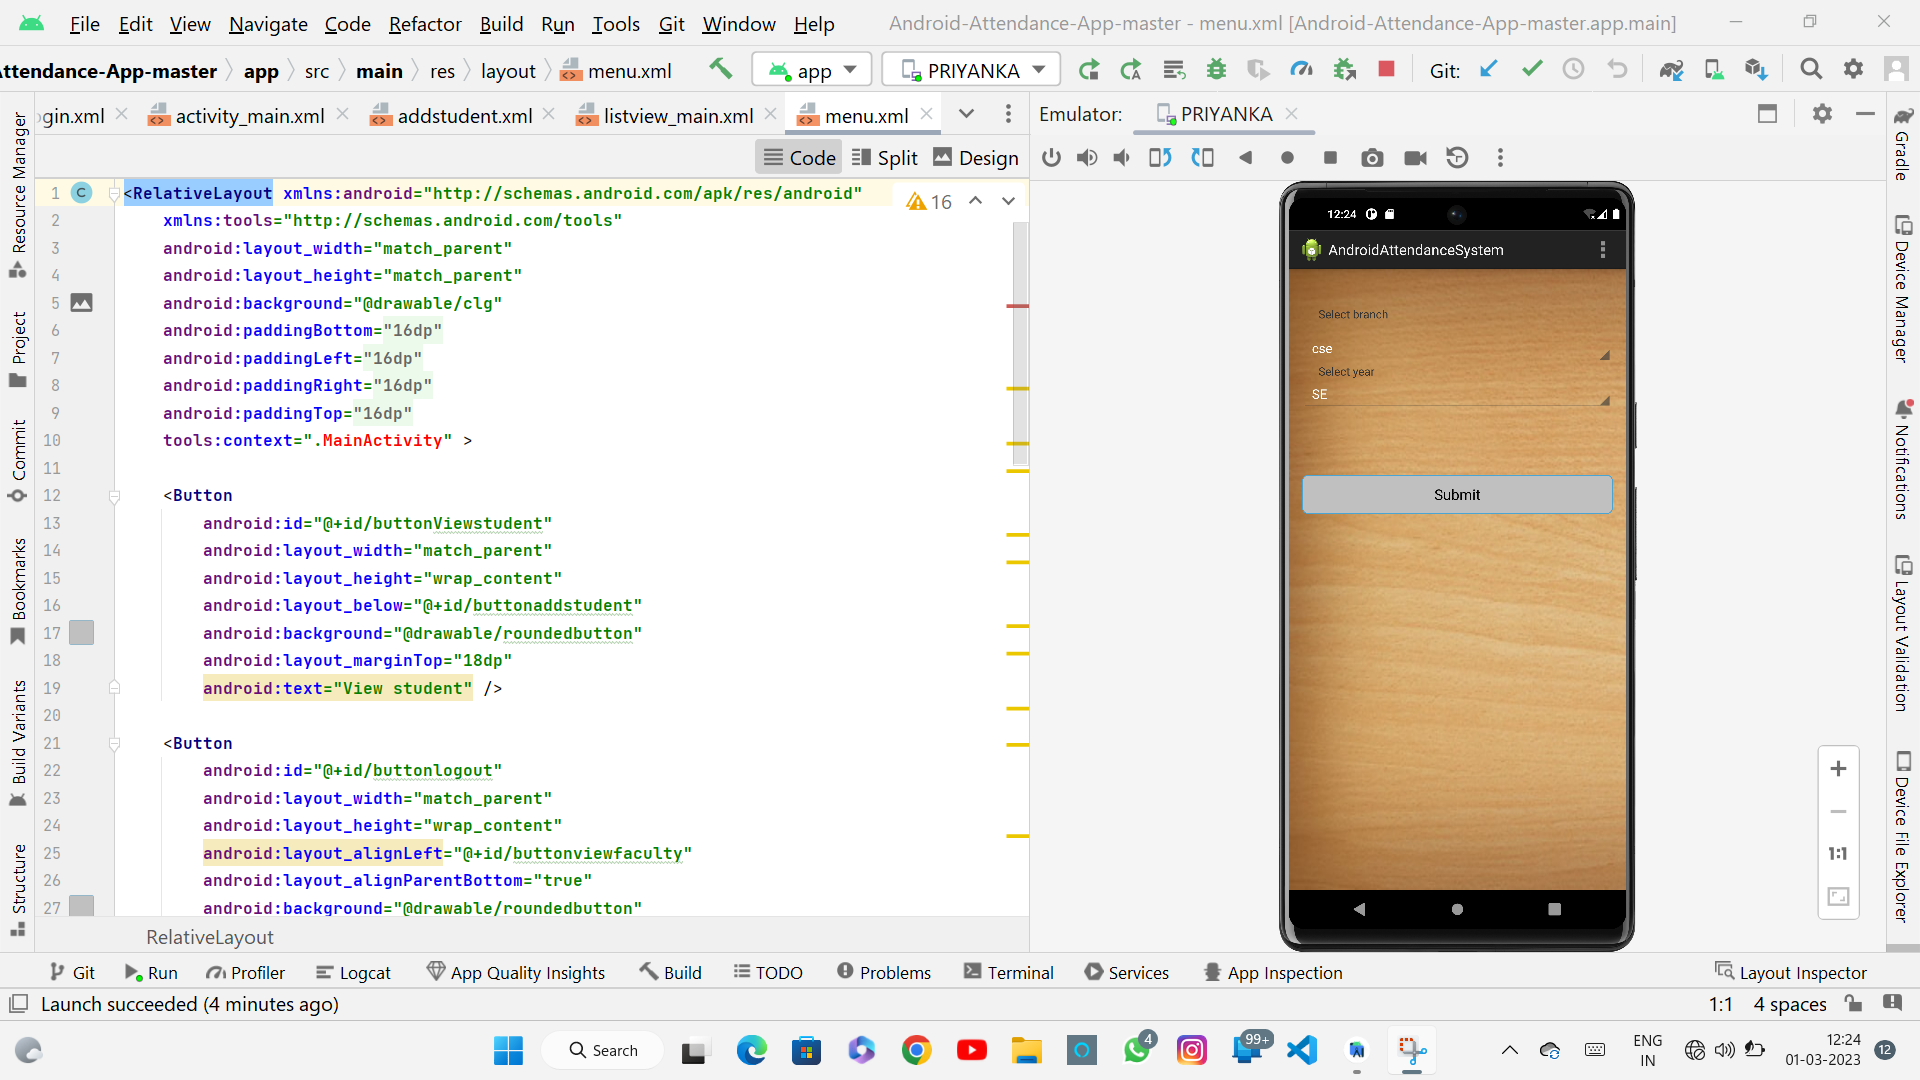 File Edit View Navigate Code Refactor Build Run Tools Git Window Help Android-Attendance-App-master - menu.xml [Android-Attendance-App-master.app.main]
ttendance-App-master app src main res layout menu.xml app PRIYANKA Git:
gin.xml activity_main.xml addstudent.xml listview_main.xml menu.xml Emulator: PRIYANKA
Code Split Design
1 <RelativeLayout xmlns:android="http://schemas.android.com/apk/res/android" 16
2 xmlns:tools="http://schemas.android.com/tools"
3 android:layout_width="match_parent"
4 android:layout_height="match_parent"
5 android:background="@drawable/clg"
6 android:paddingBottom="16dp"
7 android:paddingLeft="16dp"
8 android:paddingRight="16dp"
9 android:paddingTop="16dp"
10 tools:context=".MainActivity" >
11
12 <Button
13 android:id="@+id/buttonViewstudent"
14 android:layout_width="match_parent"
15 android:layout_height="wrap_content"
16 android:layout_below="@+id/buttonaddstudent"
17 android:background="@drawable/roundedbutton"
18 android:layout_marginTop="18dp"
19 android:text="View student" />
20
21 <Button
22 android:id="@+id/buttonlogout"
23 android:layout_width="match_parent"
24 android:layout_height="wrap_content"
25 android:layout_alignLeft="@+id/buttonviewfaculty"
26 android:layout_alignParentBottom="true"
27 android:background="@drawable/roundedbutton"
RelativeLayout
12:24
AndroidAttendanceSystem
Select branch
cse
Select year
SE
Submit
1:1
Resource Manager
Project
Commit
Bookmarks
Build Variants
Structure
Gradle
Device Manager
Notifications
Layout Validation
Device File Explorer
Git Run Profiler Logcat App Quality Insights Build TODO Problems Terminal Services App Inspection Layout Inspector
Launch succeeded (4 minutes ago) 1:1 4 spaces
Search 4 99+ ENG IN 12:24 12
01-03-2023